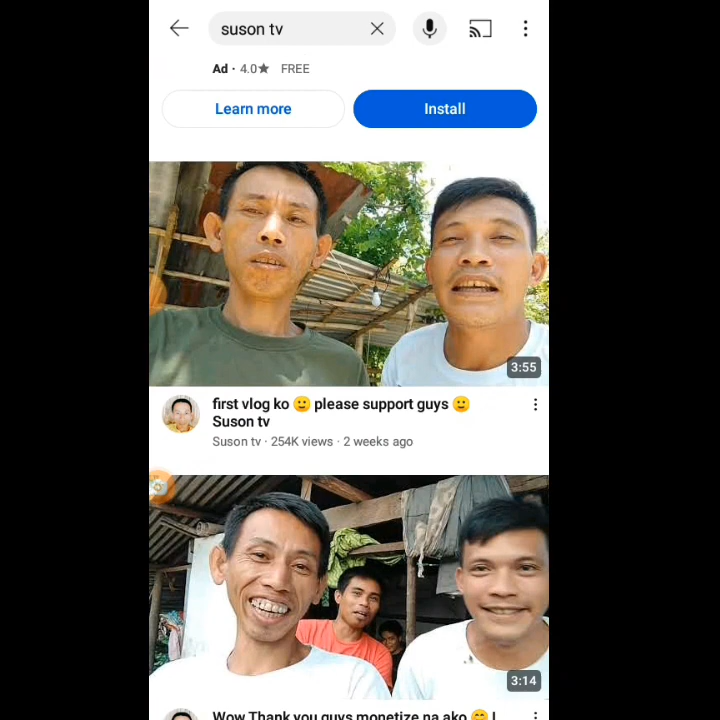 suson tv
Ad · 4.0★ FREE
Learn more
Install
3:55
first vlog ko 🙂 please support guys 🙂
Suson tv
Suson tv · 254K views · 2 weeks ago
3:14
Wow Thank you guys monetize na ako 😊 I